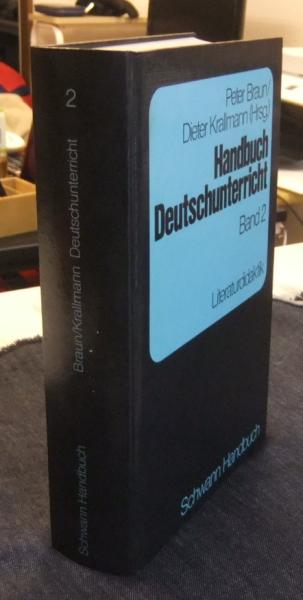 Peter Braun/
Dieter Krallmann (Hrsg.)
Handbuch
Deutschunterricht
Band 2
Literaturdidaktik
Schwann Handbuch
2
Braun/Krallmann Deutschunterricht
Schwann Handbuch